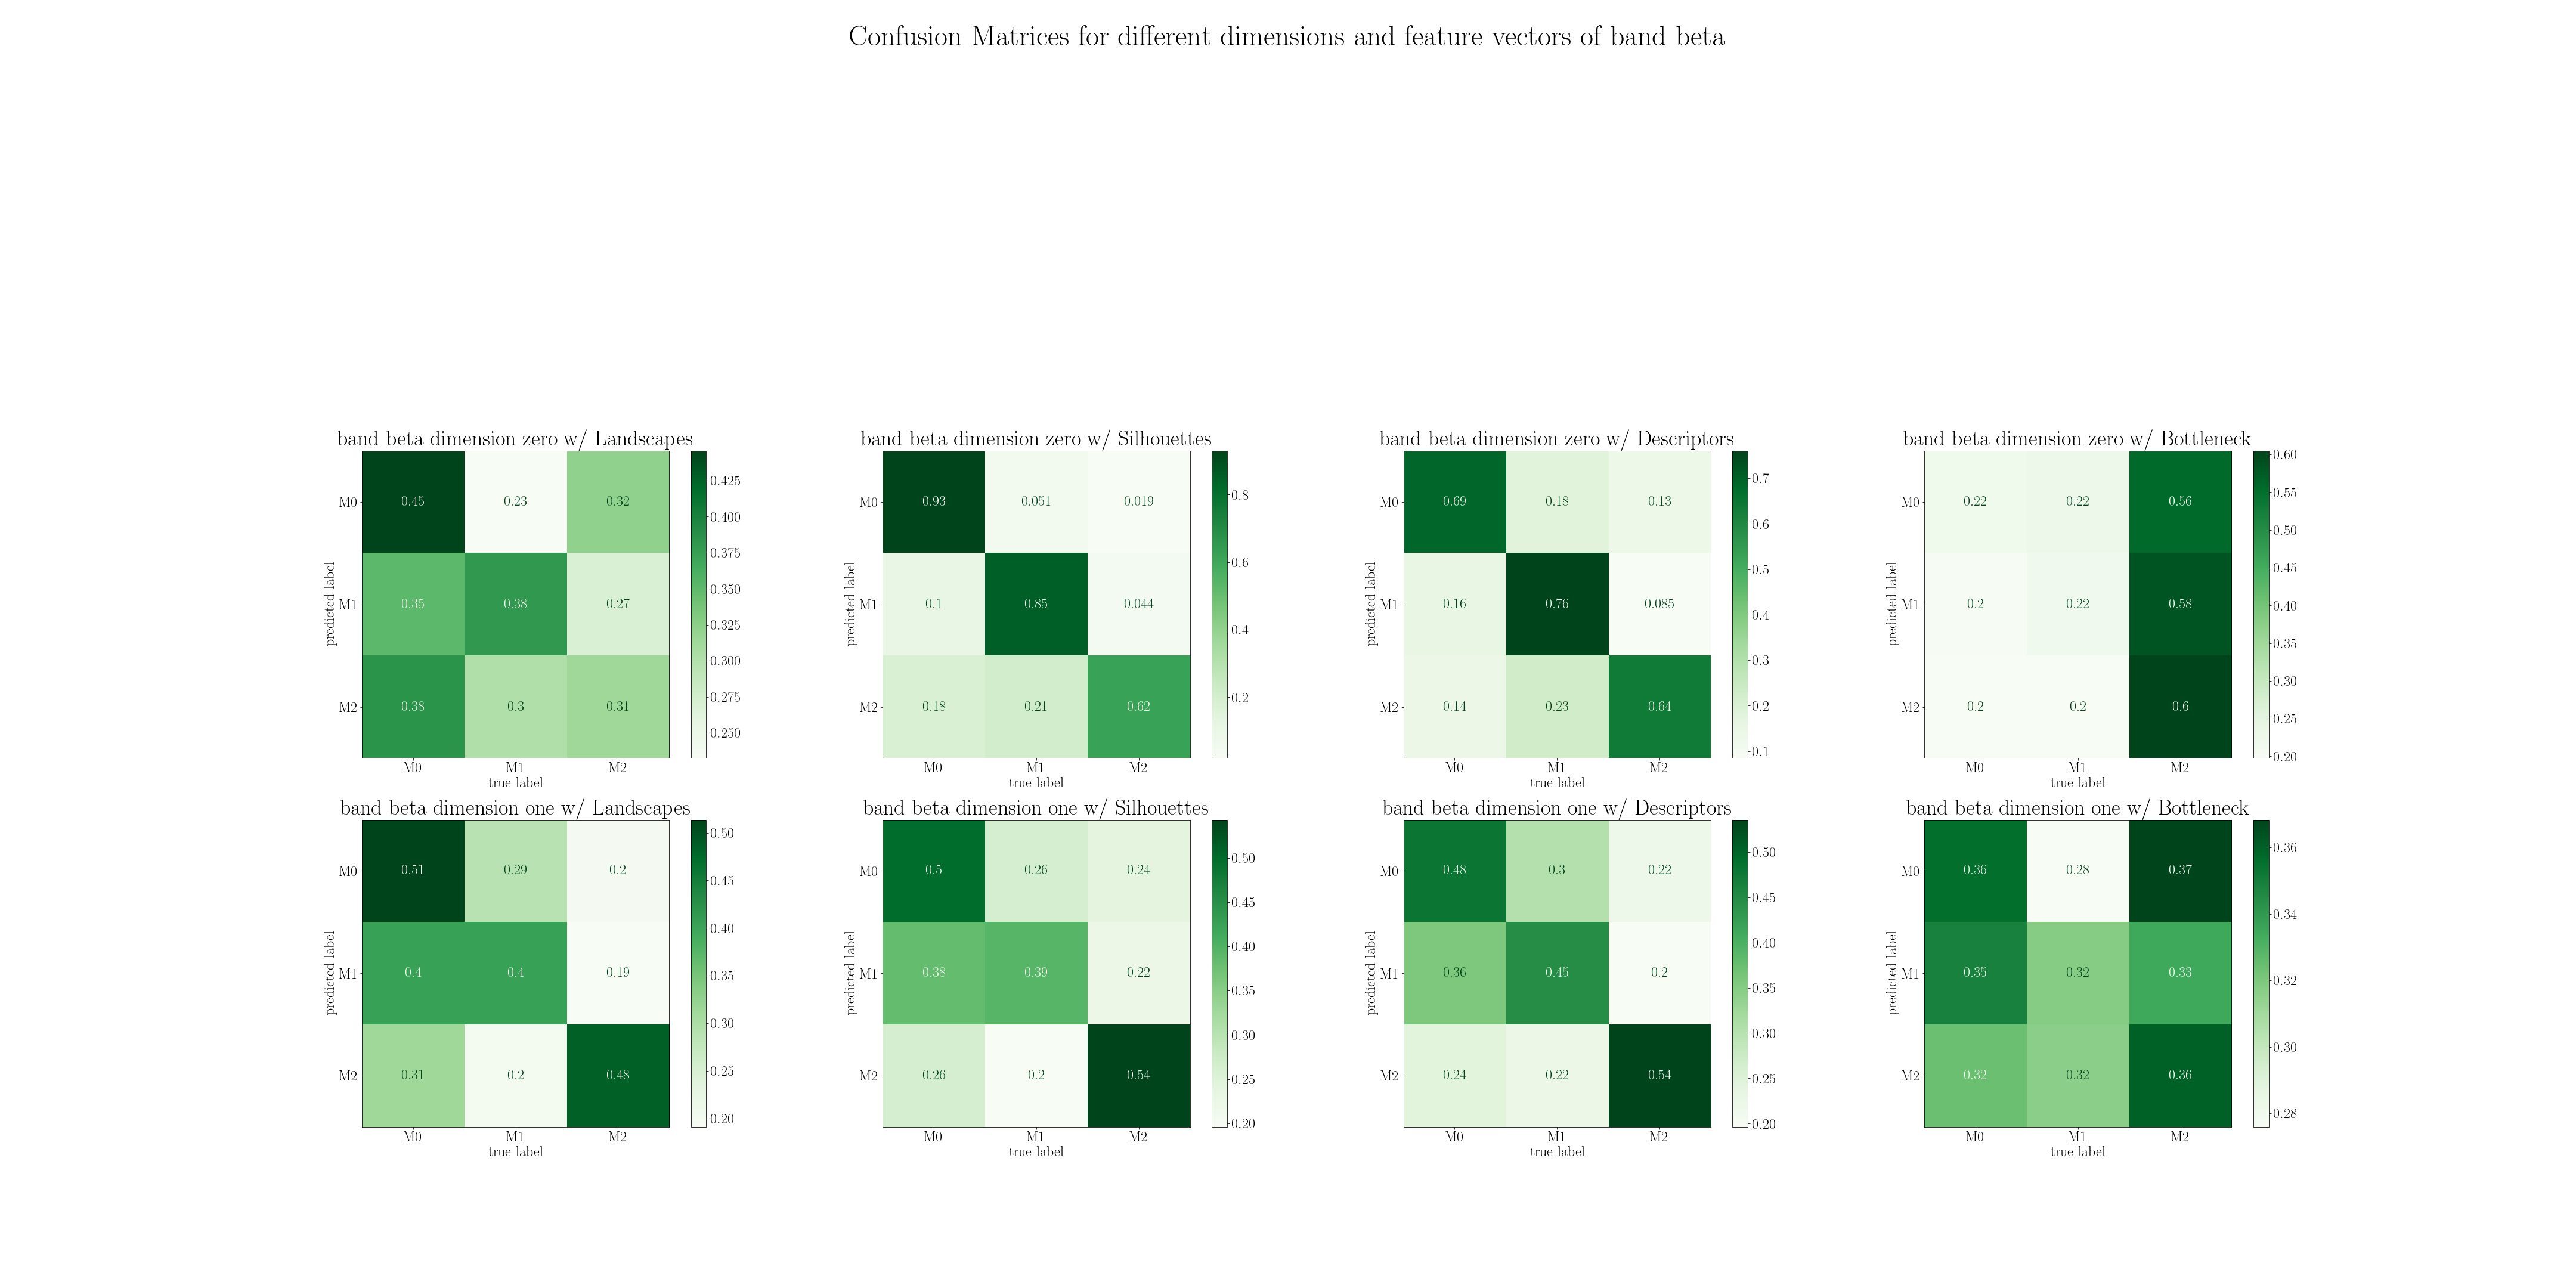 Confusion Matrices for different dimensions and feature vectors of band beta
band beta dimension zero w/ Landscapes
M0 0.45 0.23 0.32
M1 0.35 0.38 0.27
M2 0.38 0.3 0.31
predicted label
M0 M1 M2
true label
0.425
0.400
0.375
0.350
0.325
0.300
0.275
0.250
band beta dimension zero w/ Silhouettes
M0 0.93 0.051 0.019
M1 0.1 0.85 0.044
M2 0.18 0.21 0.62
predicted label
M0 M1 M2
true label
0.8
0.6
0.4
0.2
band beta dimension zero w/ Descriptors
M0 0.69 0.18 0.13
M1 0.16 0.76 0.085
M2 0.14 0.23 0.64
predicted label
M0 M1 M2
true label
0.7
0.6
0.5
0.4
0.3
0.2
0.1
band beta dimension zero w/ Bottleneck
M0 0.22 0.22 0.56
M1 0.2 0.22 0.58
M2 0.2 0.2 0.6
predicted label
M0 M1 M2
true label
0.60
0.55
0.50
0.45
0.40
0.35
0.30
0.25
0.20
band beta dimension one w/ Landscapes
M0 0.51 0.29 0.2
M1 0.4 0.4 0.19
M2 0.31 0.2 0.48
predicted label
M0 M1 M2
true label
0.50
0.45
0.40
0.35
0.30
0.25
0.20
band beta dimension one w/ Silhouettes
M0 0.5 0.26 0.24
M1 0.38 0.39 0.22
M2 0.26 0.2 0.54
predicted label
M0 M1 M2
true label
0.50
0.45
0.40
0.35
0.30
0.25
0.20
band beta dimension one w/ Descriptors
M0 0.48 0.3 0.22
M1 0.36 0.45 0.2
M2 0.24 0.22 0.54
predicted label
M0 M1 M2
true label
0.50
0.45
0.40
0.35
0.30
0.25
0.20
band beta dimension one w/ Bottleneck
M0 0.36 0.28 0.37
M1 0.35 0.32 0.33
M2 0.32 0.32 0.36
predicted label
M0 M1 M2
true label
0.36
0.34
0.32
0.30
0.28